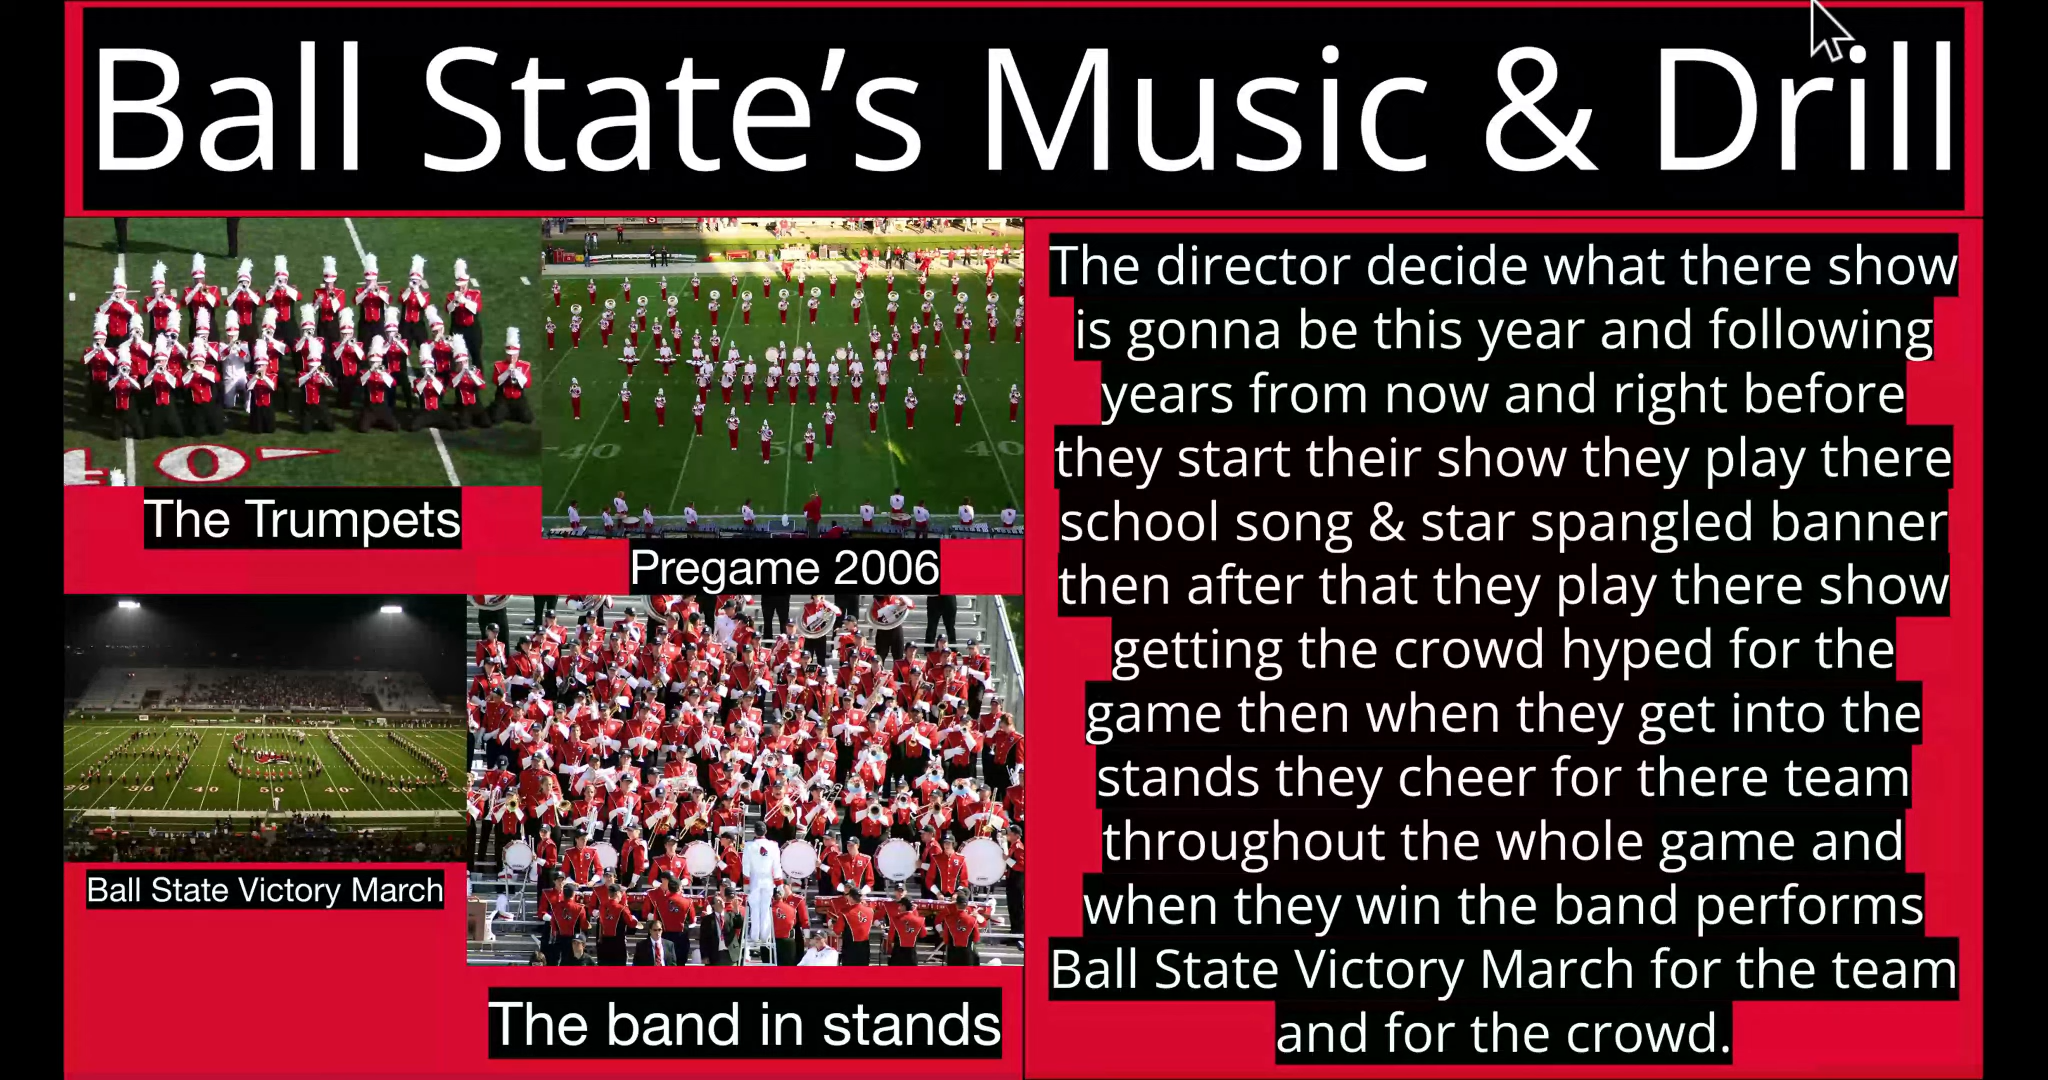 Ball State’s Music & Drill
The Trumpets
Pregame 2006
Ball State Victory March
The band in stands
The director decide what there show
is gonna be this year and following
years from now and right before
they start their show they play there
school song & star spangled banner
then after that they play there show
getting the crowd hyped for the
game then when they get into the
stands they cheer for there team
throughout the whole game and
when they win the band performs
Ball State Victory March for the team
and for the crowd.